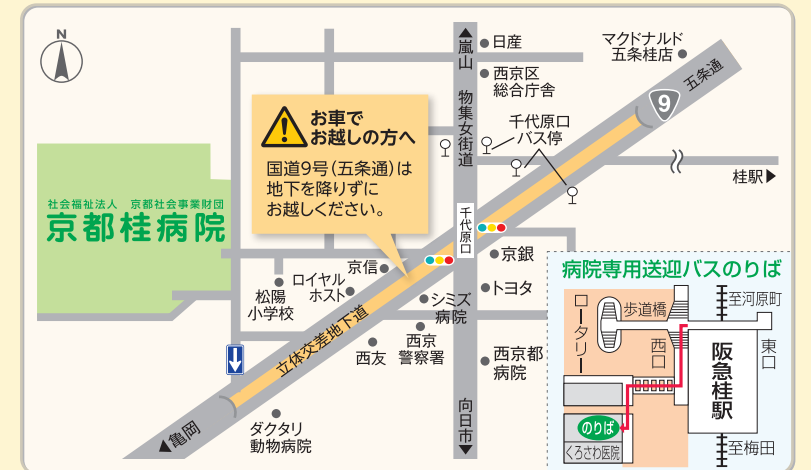 N
嵐山
日産
マクドナルド
五条桂店
西京区
総合庁舎
五条通
9
お車で
お越しの方へ
国道9号(五条通)は
地下を降りずに
お越しください。
物集女街道
千代原口
バス停
桂駅
社会福祉法人 京都社会事業財団
京都桂病院
千代原口
京銀
京信
ロイヤル
ホスト
松陽
小学校
トヨタ
シミズ
病院
立体交差地下道
西友
西京
警察署
西京都
病院
亀岡
ダクタリ
動物病院
向日市
病院専用送迎バスのりば
ロータリー
歩道橋
至河原町
西口
阪急桂駅
東口
のりば
くろさわ医院
至梅田